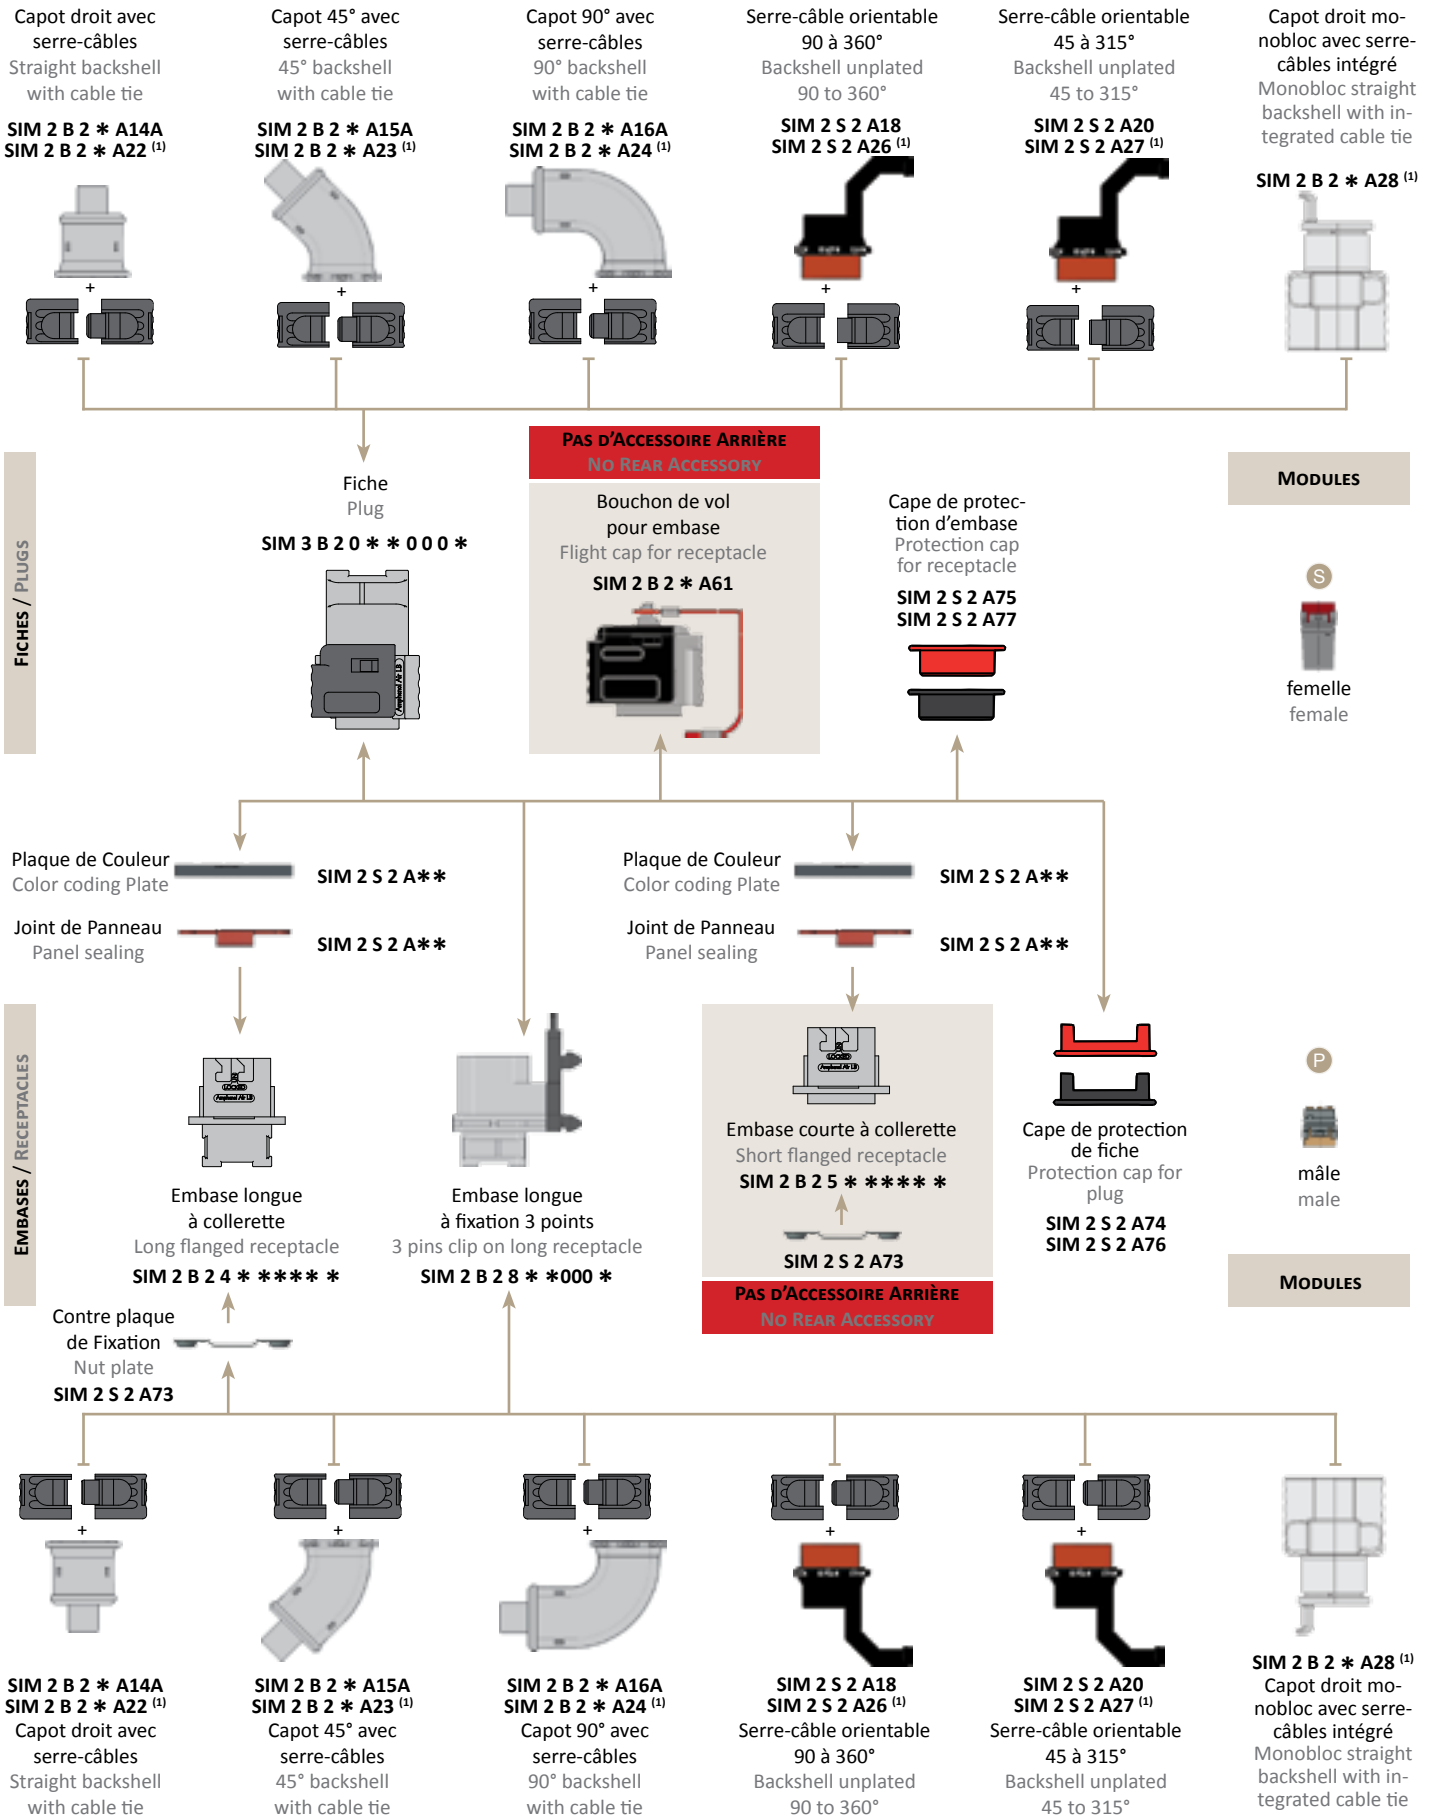 Capot droit avec
serre-câbles
Straight backshell
with cable tie
SIM 2 B 2 * A14A
SIM 2 B 2 * A22 (1)
+
Capot 45° avec
serre-câbles
45° backshell
with cable tie
SIM 2 B 2 * A15A
SIM 2 B 2 * A23 (1)
+
Capot 90° avec
serre-câbles
90° backshell
with cable tie
SIM 2 B 2 * A16A
SIM 2 B 2 * A24 (1)
+
Serre-câble orientable
90 à 360°
Backshell unplated
90 to 360°
SIM 2 S 2 A18
SIM 2 S 2 A26 (1)
+
Serre-câble orientable
45 à 315°
Backshell unplated
45 to 315°
SIM 2 S 2 A20
SIM 2 S 2 A27 (1)
+
Capot droit mo-
nobloc avec serre-
câbles intégré
Monobloc straight
backshell with in-
tegrated cable tie
SIM 2 B 2 * A28 (1)
FICHES / PLUGS
Fiche
Plug
SIM 3 B 2 0 * * 0 0 0 *
Amphenol Air LB
PAS D'ACCESSOIRE ARRIÈRE
NO REAR ACCESSORY
Bouchon de vol
pour embase
Flight cap for receptacle
SIM 2 B 2 * A61
Cape de protec-
tion d'embase
Protection cap
for receptacle
SIM 2 S 2 A75
SIM 2 S 2 A77
MODULES
S
femelle
female
Plaque de Couleur
Color coding Plate
SIM 2 S 2 A**
Joint de Panneau
Panel sealing
SIM 2 S 2 A**
Plaque de Couleur
Color coding Plate
SIM 2 S 2 A**
Joint de Panneau
Panel sealing
SIM 2 S 2 A**
EMBASES / RECEPTACLES
LOCKED
Amphenol Air LB
Embase longue
à collerette
Long flanged receptacle
SIM 2 B 2 4 * **** *
Contre plaque
de Fixation
Nut plate
SIM 2 S 2 A73
Embase longue
à fixation 3 points
3 pins clip on long receptacle
SIM 2 B 2 8 * *000 *
LOCKED
Amphenol Air LB
Embase courte à collerette
Short flanged receptacle
SIM 2 B 2 5 * **** *
SIM 2 S 2 A73
PAS D'ACCESSOIRE ARRIÈRE
NO REAR ACCESSORY
Cape de protection
de fiche
Protection cap for
plug
SIM 2 S 2 A74
SIM 2 S 2 A76
P
mâle
male
MODULES
+
SIM 2 B 2 * A14A
SIM 2 B 2 * A22 (1)
Capot droit avec
serre-câbles
Straight backshell
with cable tie
+
SIM 2 B 2 * A15A
SIM 2 B 2 * A23 (1)
Capot 45° avec
serre-câbles
45° backshell
with cable tie
+
SIM 2 B 2 * A16A
SIM 2 B 2 * A24 (1)
Capot 90° avec
serre-câbles
90° backshell
with cable tie
+
SIM 2 S 2 A18
SIM 2 S 2 A26 (1)
Serre-câble orientable
90 à 360°
Backshell unplated
90 to 360°
+
SIM 2 S 2 A20
SIM 2 S 2 A27 (1)
Serre-câble orientable
45 à 315°
Backshell unplated
45 to 315°
SIM 2 B 2 * A28 (1)
Capot droit mo-
nobloc avec serre-
câbles intégré
Monobloc straight
backshell with in-
tegrated cable tie